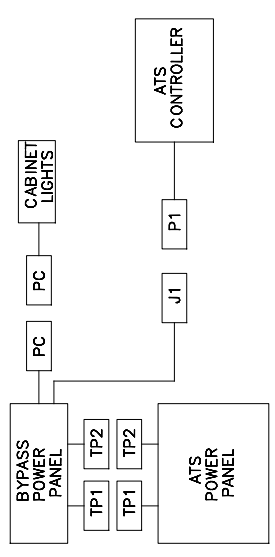 ATS
CONTROLLER
CABINET
LIGHTS
P1
PC
J1
PC
BYPASS
POWER
PANEL
TP2
TP2
TP1
TP1
ATS
POWER
PANEL